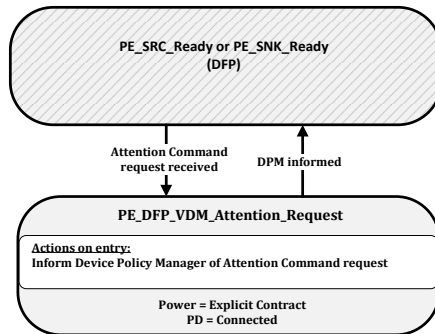 PE_SRC_Ready or PE_SNK_Ready
(DFP)
Attention Command
request received
DPM informed
PE_DFP_VDM_Attention_Request
Actions on entry:
Inform Device Policy Manager of Attention Command request
Power = Explicit Contract
PD = Connected